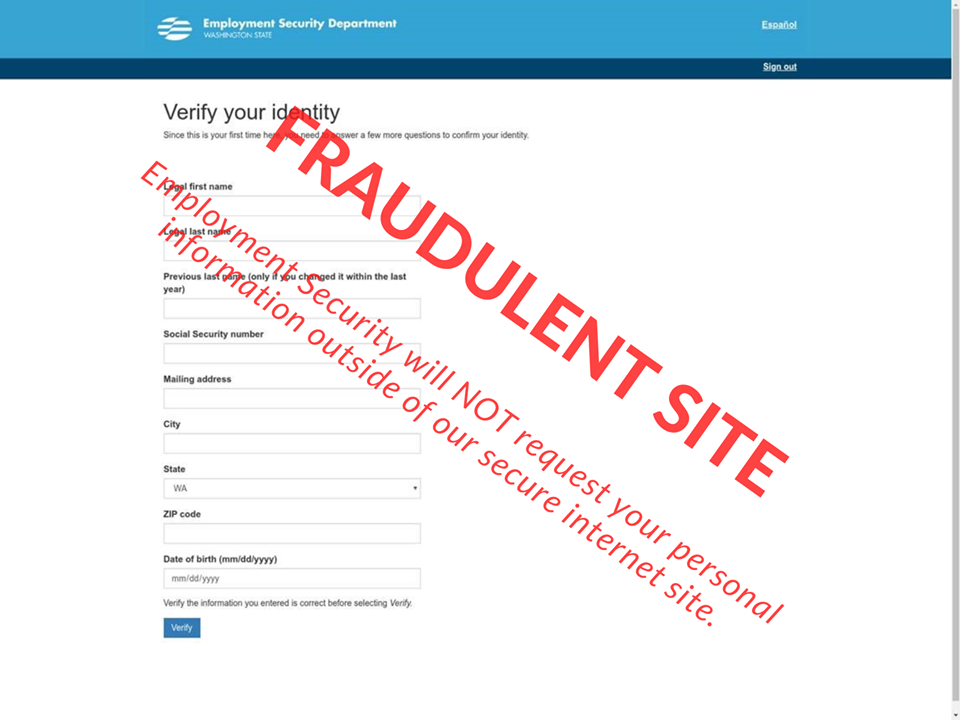 Employment Security Department
WASHINGTON STATE
Español
Sign out
Verify your identity
Since this is your first time here, you need to answer a few more questions to confirm your identity.
FRAUDULENT SITE
Employment Security will NOT request your personal
information outside of our secure internet site.
Legal first name
Legal last name
Previous last name (only if you changed it within the last
year)
Social Security number
Mailing address
City
State
WA
ZIP code
Date of birth (mm/dd/yyyy)
mm/dd/yyyy
Verify the information you entered is correct before selecting Verify.
Verify